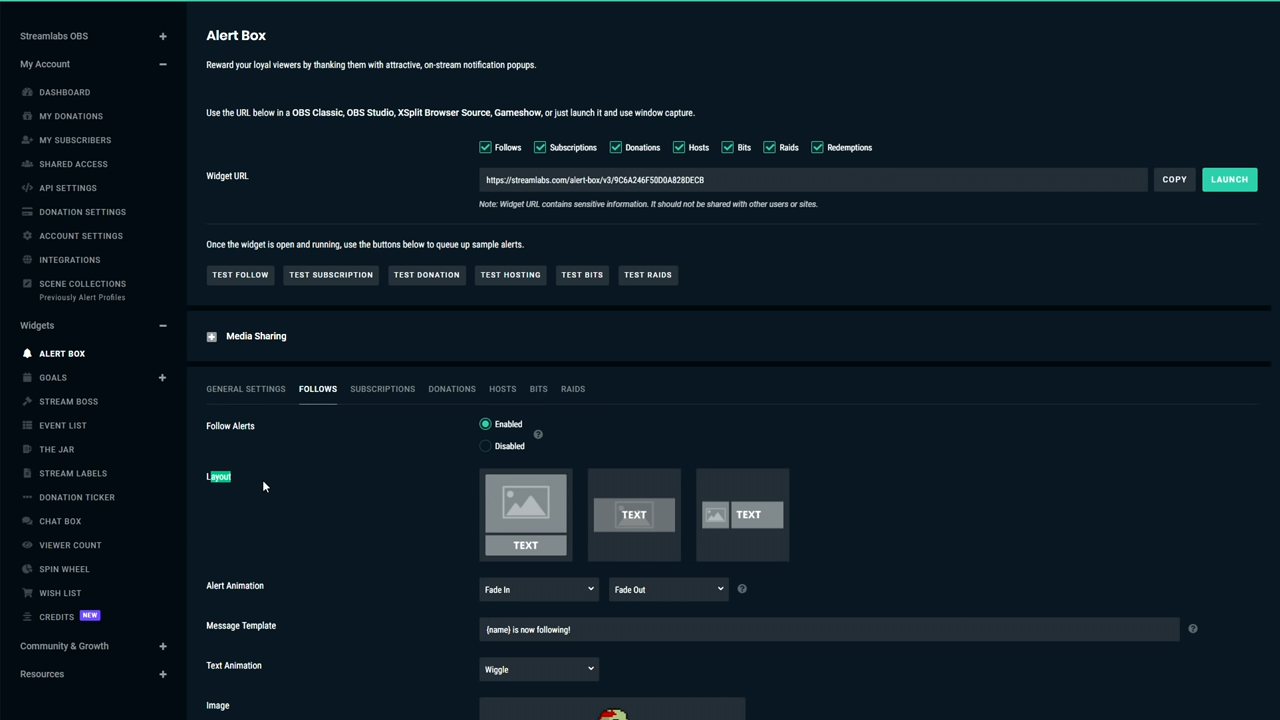 Streamlabs OBS
My Account
DASHBOARD
MY DONATIONS
MY SUBSCRIBERS
SHARED ACCESS
API SETTINGS
DONATION SETTINGS
ACCOUNT SETTINGS
INTEGRATIONS
SCENE COLLECTIONS
Previously Alert Profiles
Widgets
ALERT BOX
GOALS
STREAM BOSS
EVENT LIST
THE JAR
STREAM LABELS
DONATION TICKER
CHAT BOX
VIEWER COUNT
SPIN WHEEL
WISH LIST
CREDITS NEW
Community & Growth
Resources
Alert Box
Reward your loyal viewers by thanking them with attractive, on-stream notification popups.
Use the URL below in a OBS Classic, OBS Studio, XSplit Browser Source, Gameshow, or just launch it and use window capture.
Follows Subscriptions Donations Hosts Bits Raids Redemptions
Widget URL https://streamlabs.com/alert-box/v3/9C6A246F50D0A828DECB COPY LAUNCH
Note: Widget URL contains sensitive information. It should not be shared with other users or sites.
Once the widget is open and running, use the buttons below to queue up sample alerts.
TEST FOLLOW TEST SUBSCRIPTION TEST DONATION TEST HOSTING TEST BITS TEST RAIDS
Media Sharing
GENERAL SETTINGS FOLLOWS SUBSCRIPTIONS DONATIONS HOSTS BITS RAIDS
Follow Alerts Enabled
Disabled
Layout
TEXT TEXT TEXT
Alert Animation Fade In Fade Out
Message Template {name} is now following!
Text Animation Wiggle
Image